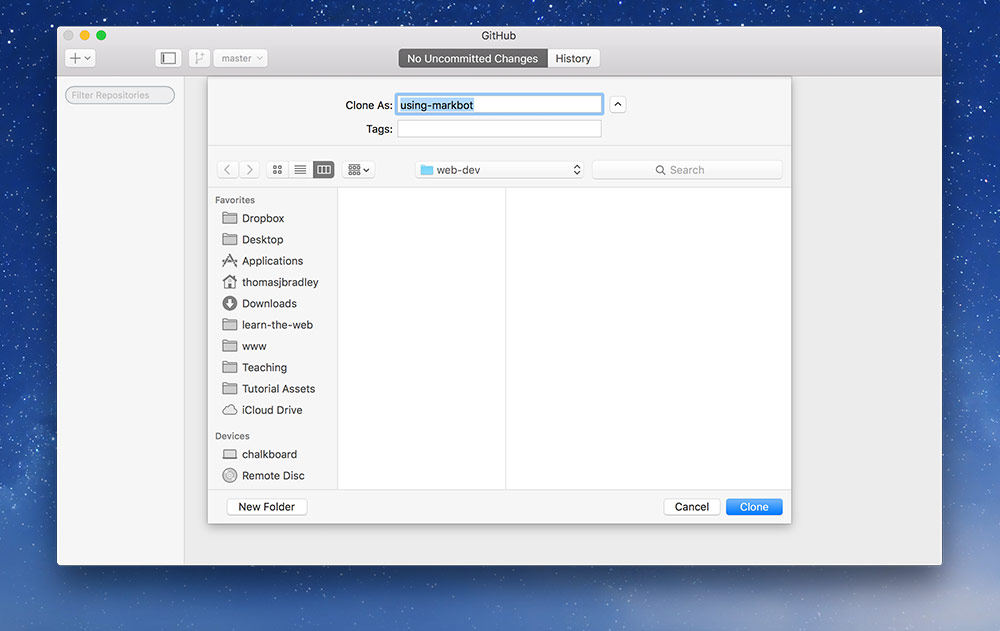 GitHub
master
No Uncommitted Changes
History
Filter Repositories
Clone As: using-markbot
Tags:
web-dev
Search
Favorites
Dropbox
Desktop
Applications
thomasjbradley
Downloads
learn-the-web
www
Teaching
Tutorial Assets
iCloud Drive
Devices
chalkboard
Remote Disc
New Folder
Cancel
Clone